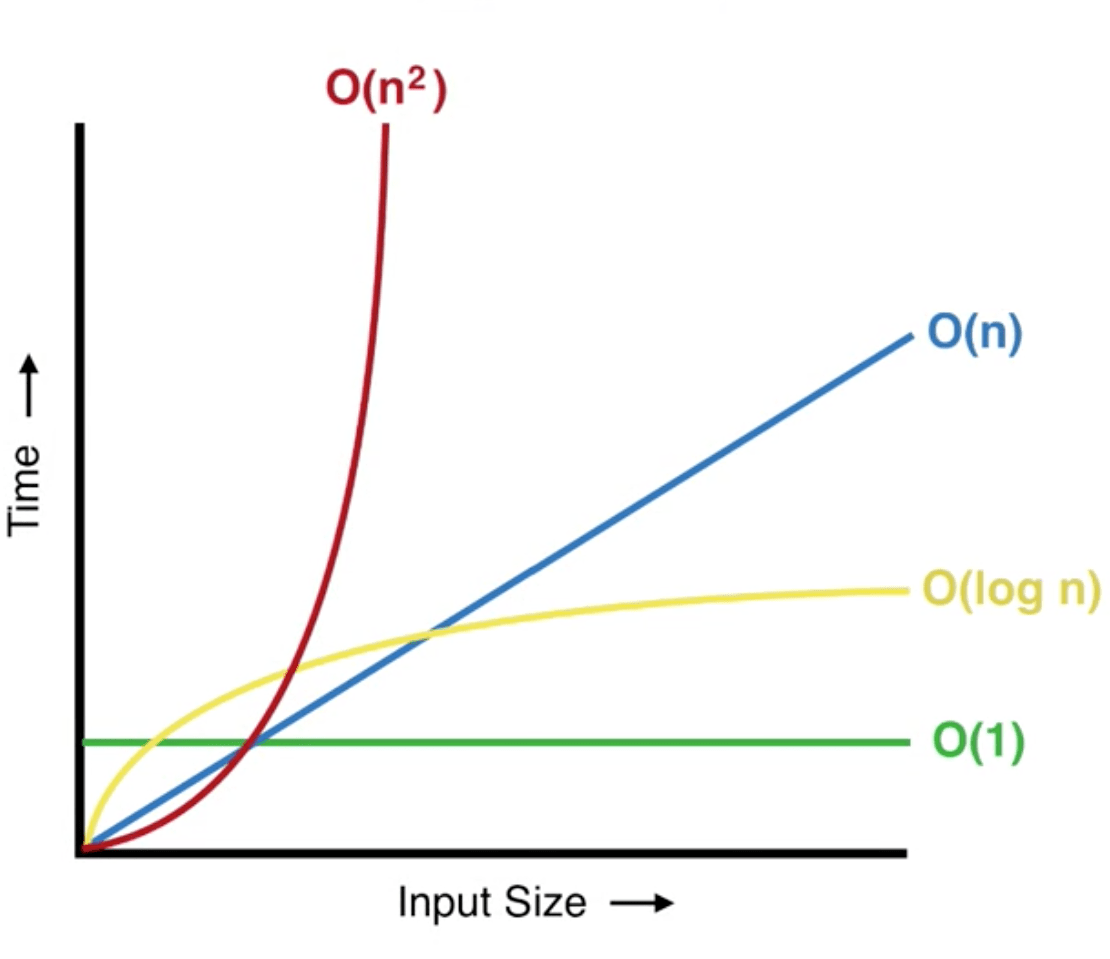 O(n²)
O(n)
Time
O(log n)
O(1)
Input Size